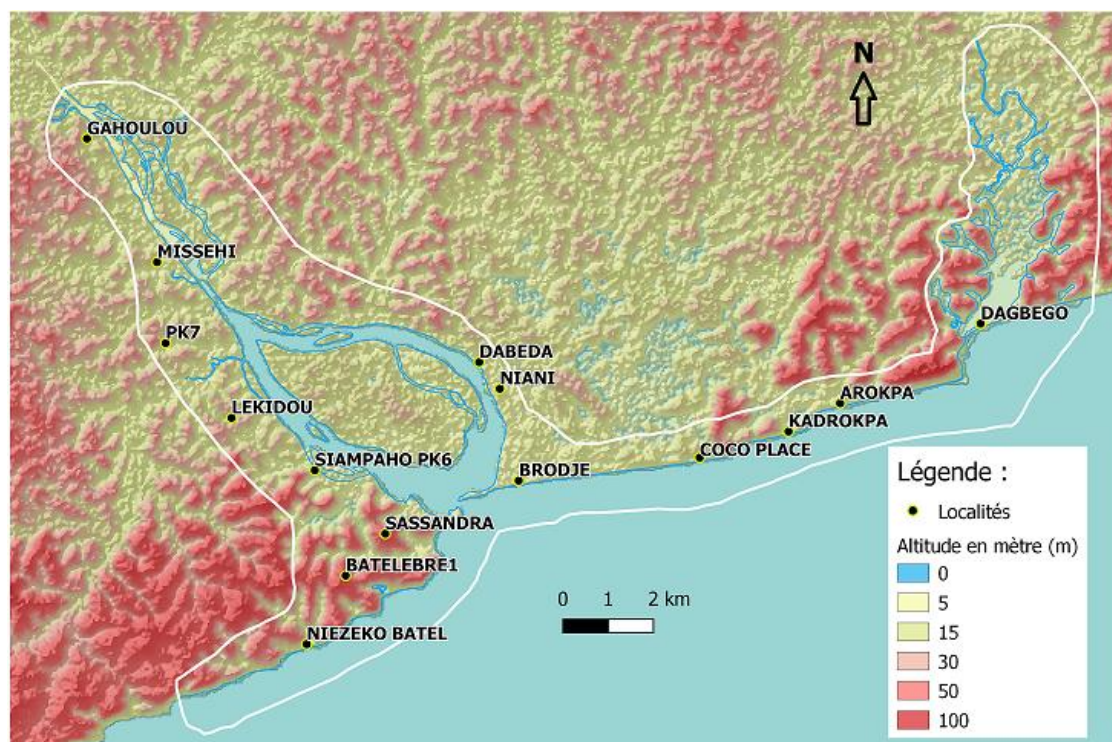 N
GAHOULOU
MISSEHI
PK7
DABEDA
NIANI
LEKIDOU
SIAMPAHO PK6
BRODJE
COCO PLACE
KADROKPA
AROKPA
DAGBEGO
SASSANDRA
BATELEBRE1
NIEZEKO BATEL
0 1 2 km
Légende :
Localités
Altitude en mètre (m)
0
5
15
30
50
100